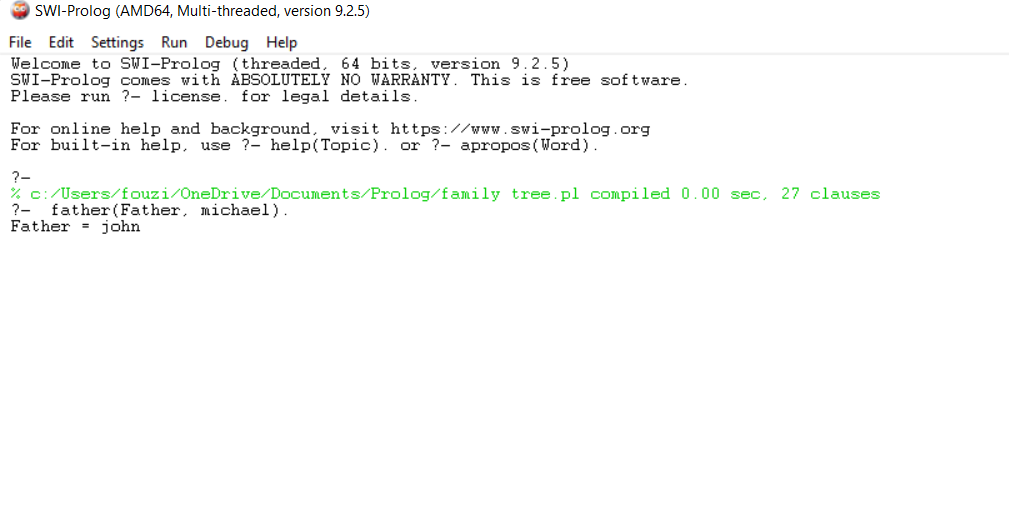 SWI-Prolog (AMD64, Multi-threaded, version 9.2.5)
File Edit Settings Run Debug Help
Welcome to SWI-Prolog (threaded, 64 bits, version 9.2.5)
SWI-Prolog comes with ABSOLUTELY NO WARRANTY. This is free software.
Please run ?- license. for legal details.
For online help and background, visit https://www.swi-prolog.org
For built-in help, use ?- help(Topic). or ?- apropos(Word).
?-
% c:/Users/fouzi/OneDrive/Documents/Prolog/family tree.pl compiled 0.00 sec, 27 clauses
?-  father(Father, michael).
Father = john